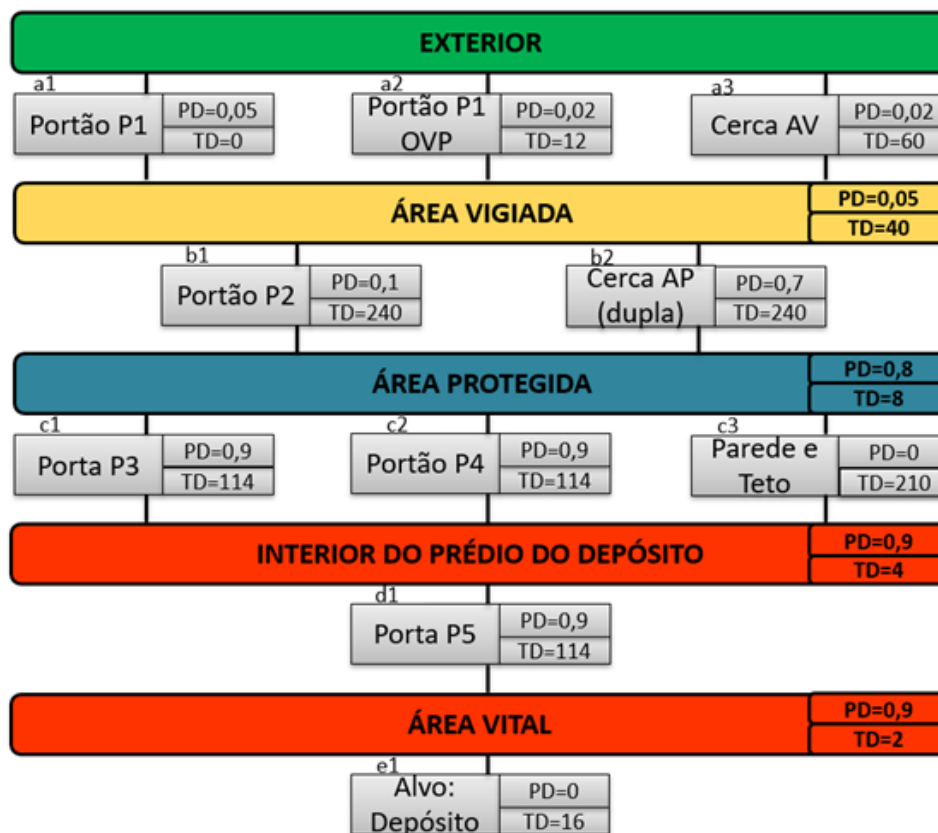 EXTERIOR
a1
Portão P1
PD=0,05
TD=0
a2
Portão P1
OVP
PD=0,02
TD=12
a3
Cerca AV
PD=0,02
TD=60
ÁREA VIGIADA
PD=0,05
TD=40
b1
Portão P2
PD=0,1
TD=240
b2
Cerca AP
(dupla)
PD=0,7
TD=240
ÁREA PROTEGIDA
PD=0,8
TD=8
c1
Porta P3
PD=0,9
TD=114
c2
Portão P4
PD=0,9
TD=114
c3
Parede e
Teto
PD=0
TD=210
INTERIOR DO PRÉDIO DO DEPÓSITO
PD=0,9
TD=4
d1
Porta P5
PD=0,9
TD=114
ÁREA VITAL
PD=0,9
TD=2
e1
Alvo:
Depósito
PD=0
TD=16